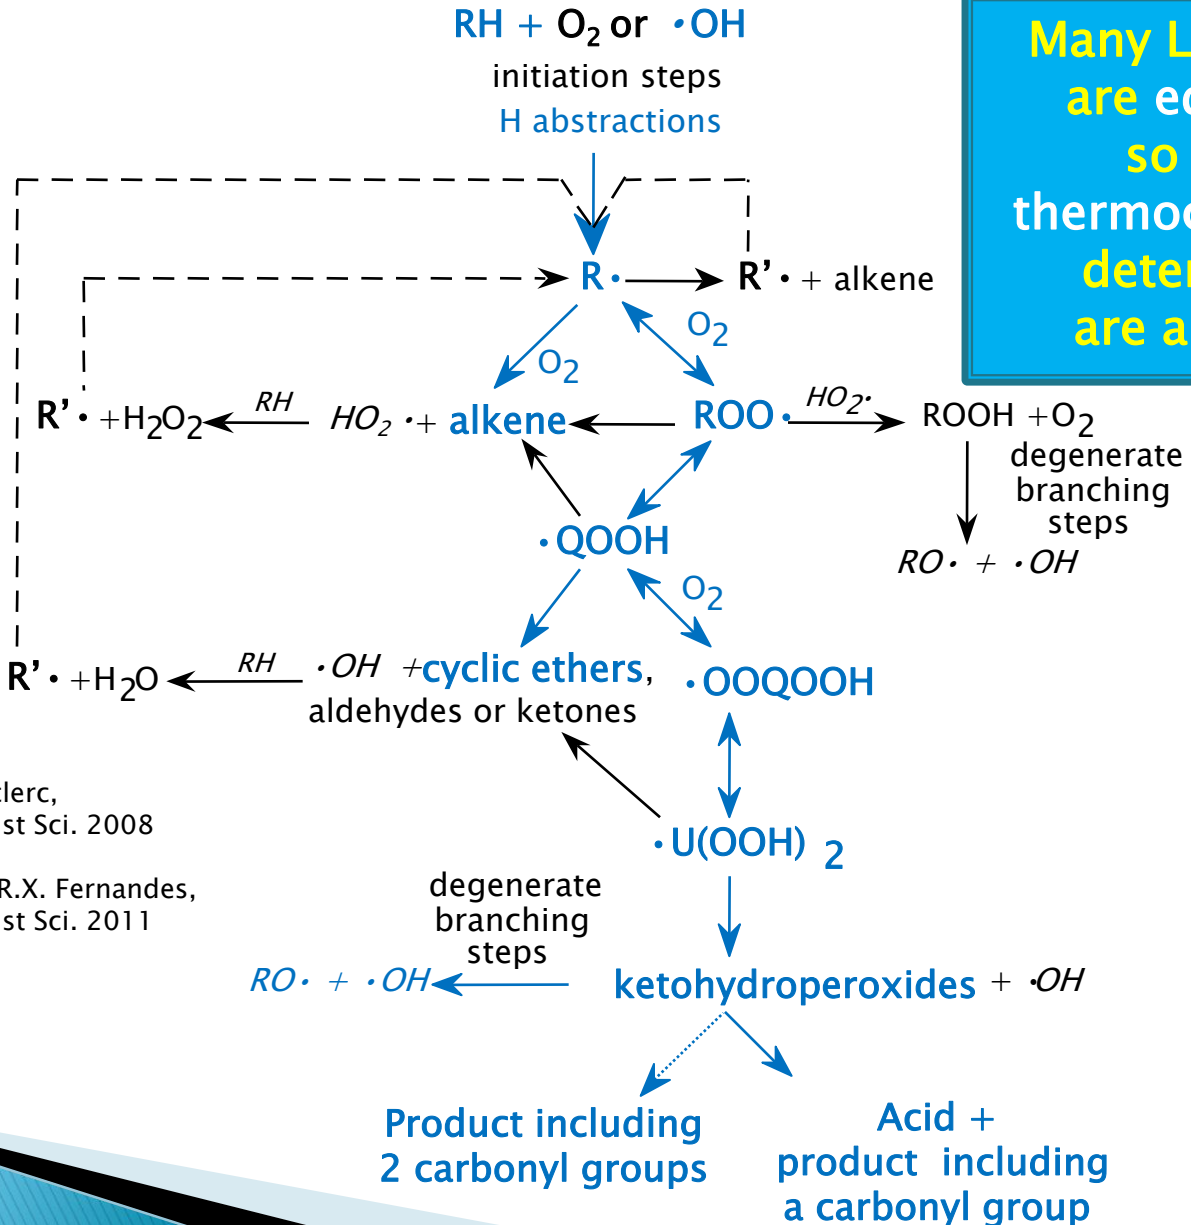 RH + O2 or •OH
initiation steps
H abstractions
Many
are
so
are a
R• R'• + alkene
O2
O2
R'• +H2O2 RH HO2 •+ alkene ROO• HO2• ROOH +O2
degenerate
branching
steps
•QOOH
RO• + •OH
O2
R'• +H2O RH •OH +cyclic ethers,
aldehydes or ketones
•OOQOOH
st Sci. 2008
•U(OOH) 2
R.X. Fernandes,
st Sci. 2011
degenerate
branching
steps
RO• + •OH ketohydroperoxides + •OH
Product including
2 carbonyl groups
Acid +
product including
a carbonyl group